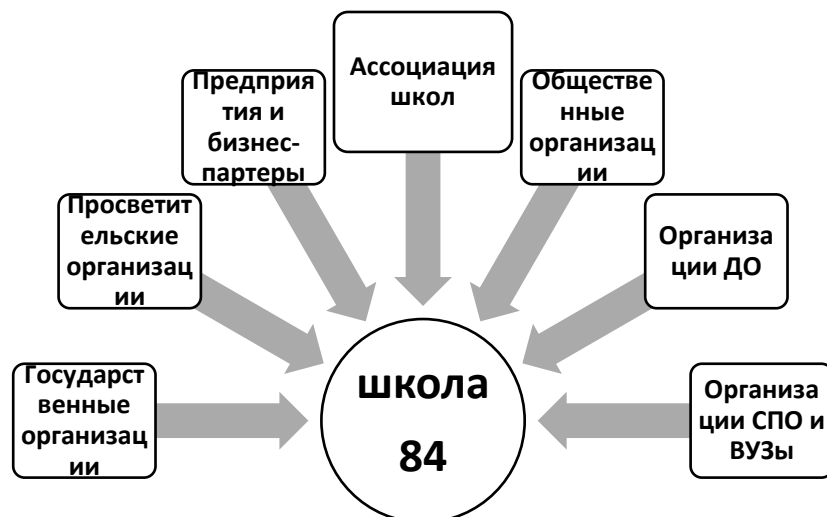 Ассоциация
школ
Предприя
тия и
бизнес-
партеры
Обществе
нные
организац
ии
Просветит
ельские
организац
ии
Организа
ции ДО
Государст
венные
организац
ии
школа
84
Организа
ции СПО и
ВУЗы